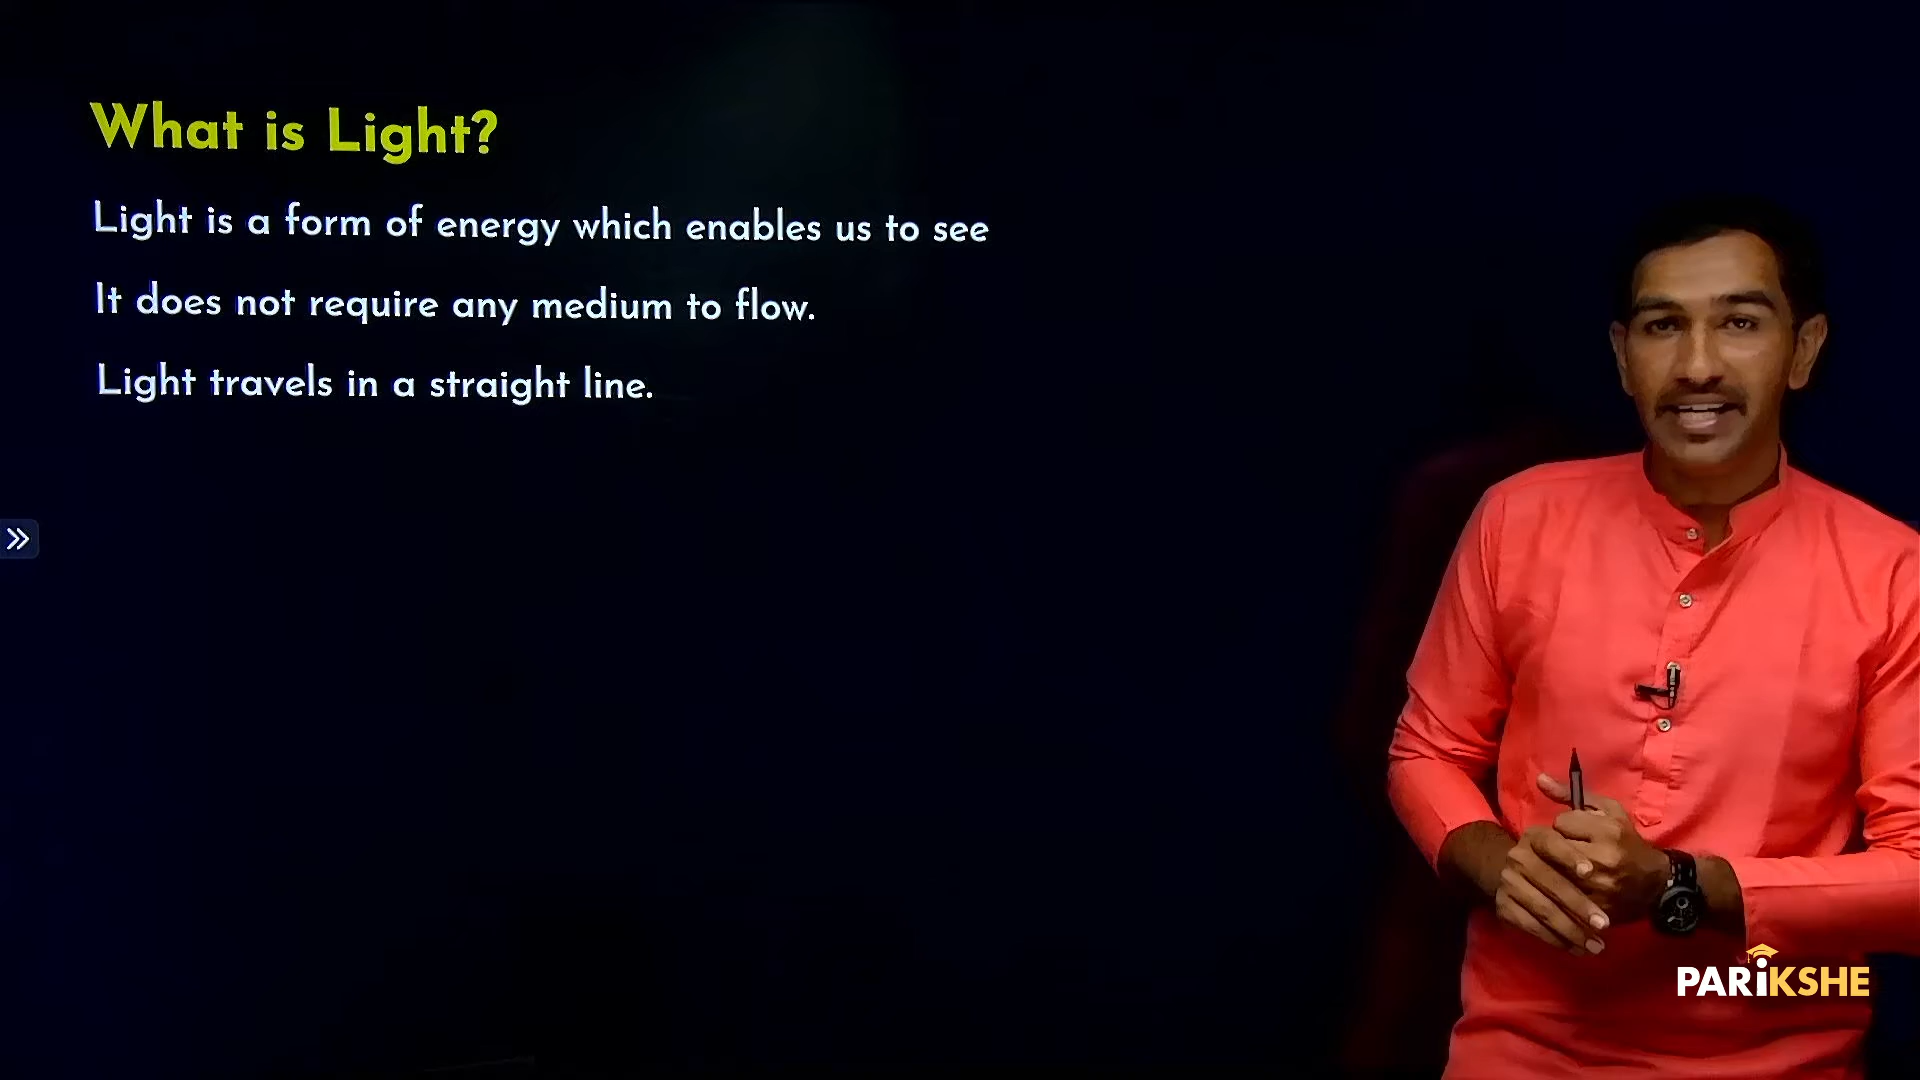 What is Light?
Light is a form of energy which enables us to see
It does not require any medium to flow.
Light travels in a straight line.
PARiKSHE